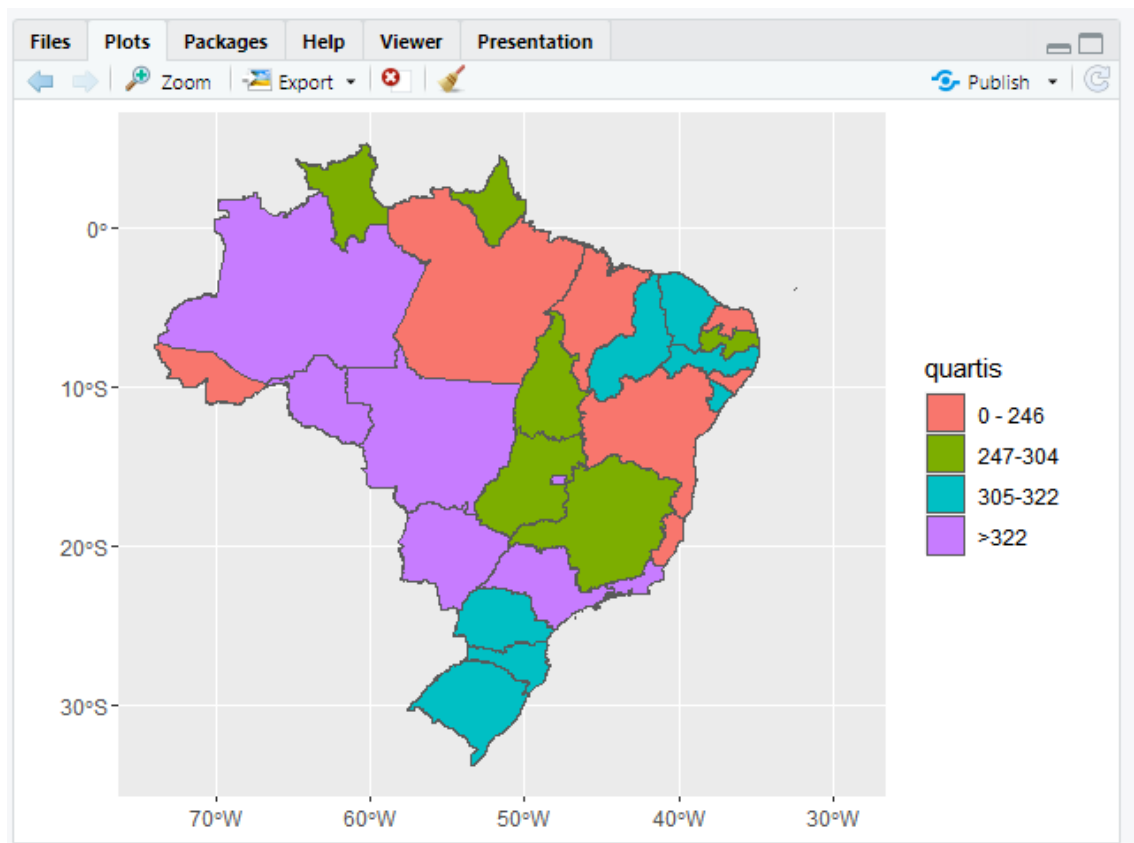 Files Plots Packages Help Viewer Presentation
Zoom Export Publish
0°
10°S
20°S
30°S
70°W 60°W 50°W 40°W 30°W
quartis
0 - 246
247-304
305-322
>322